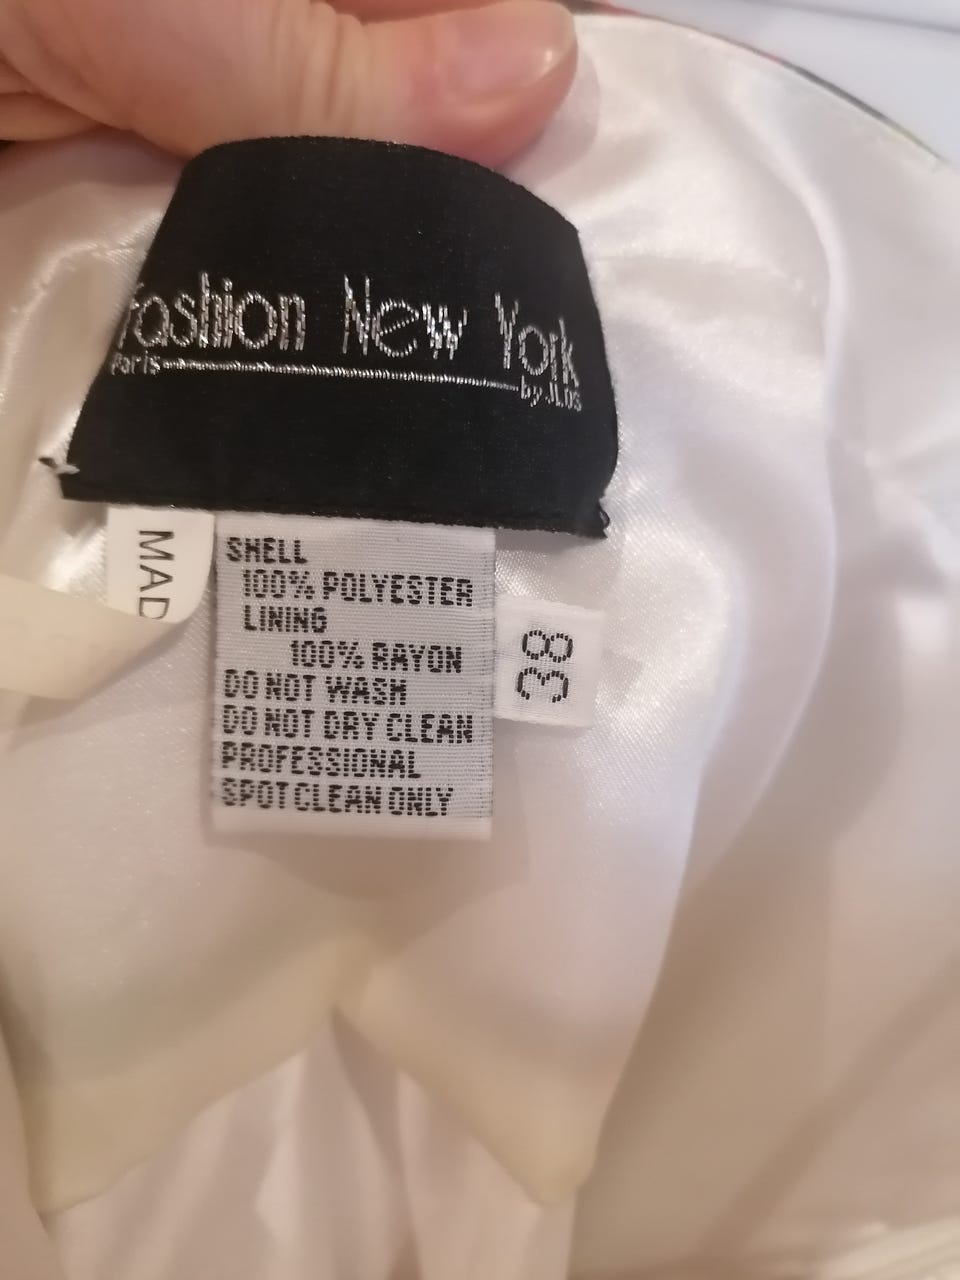 Fashion New York
Paris
by JLDS
MAD
SHELL
100% POLYESTER
LINING
100% RAYON
DO NOT WASH
DO NOT DRY CLEAN
PROFESSIONAL
SPOT CLEAN ONLY
38